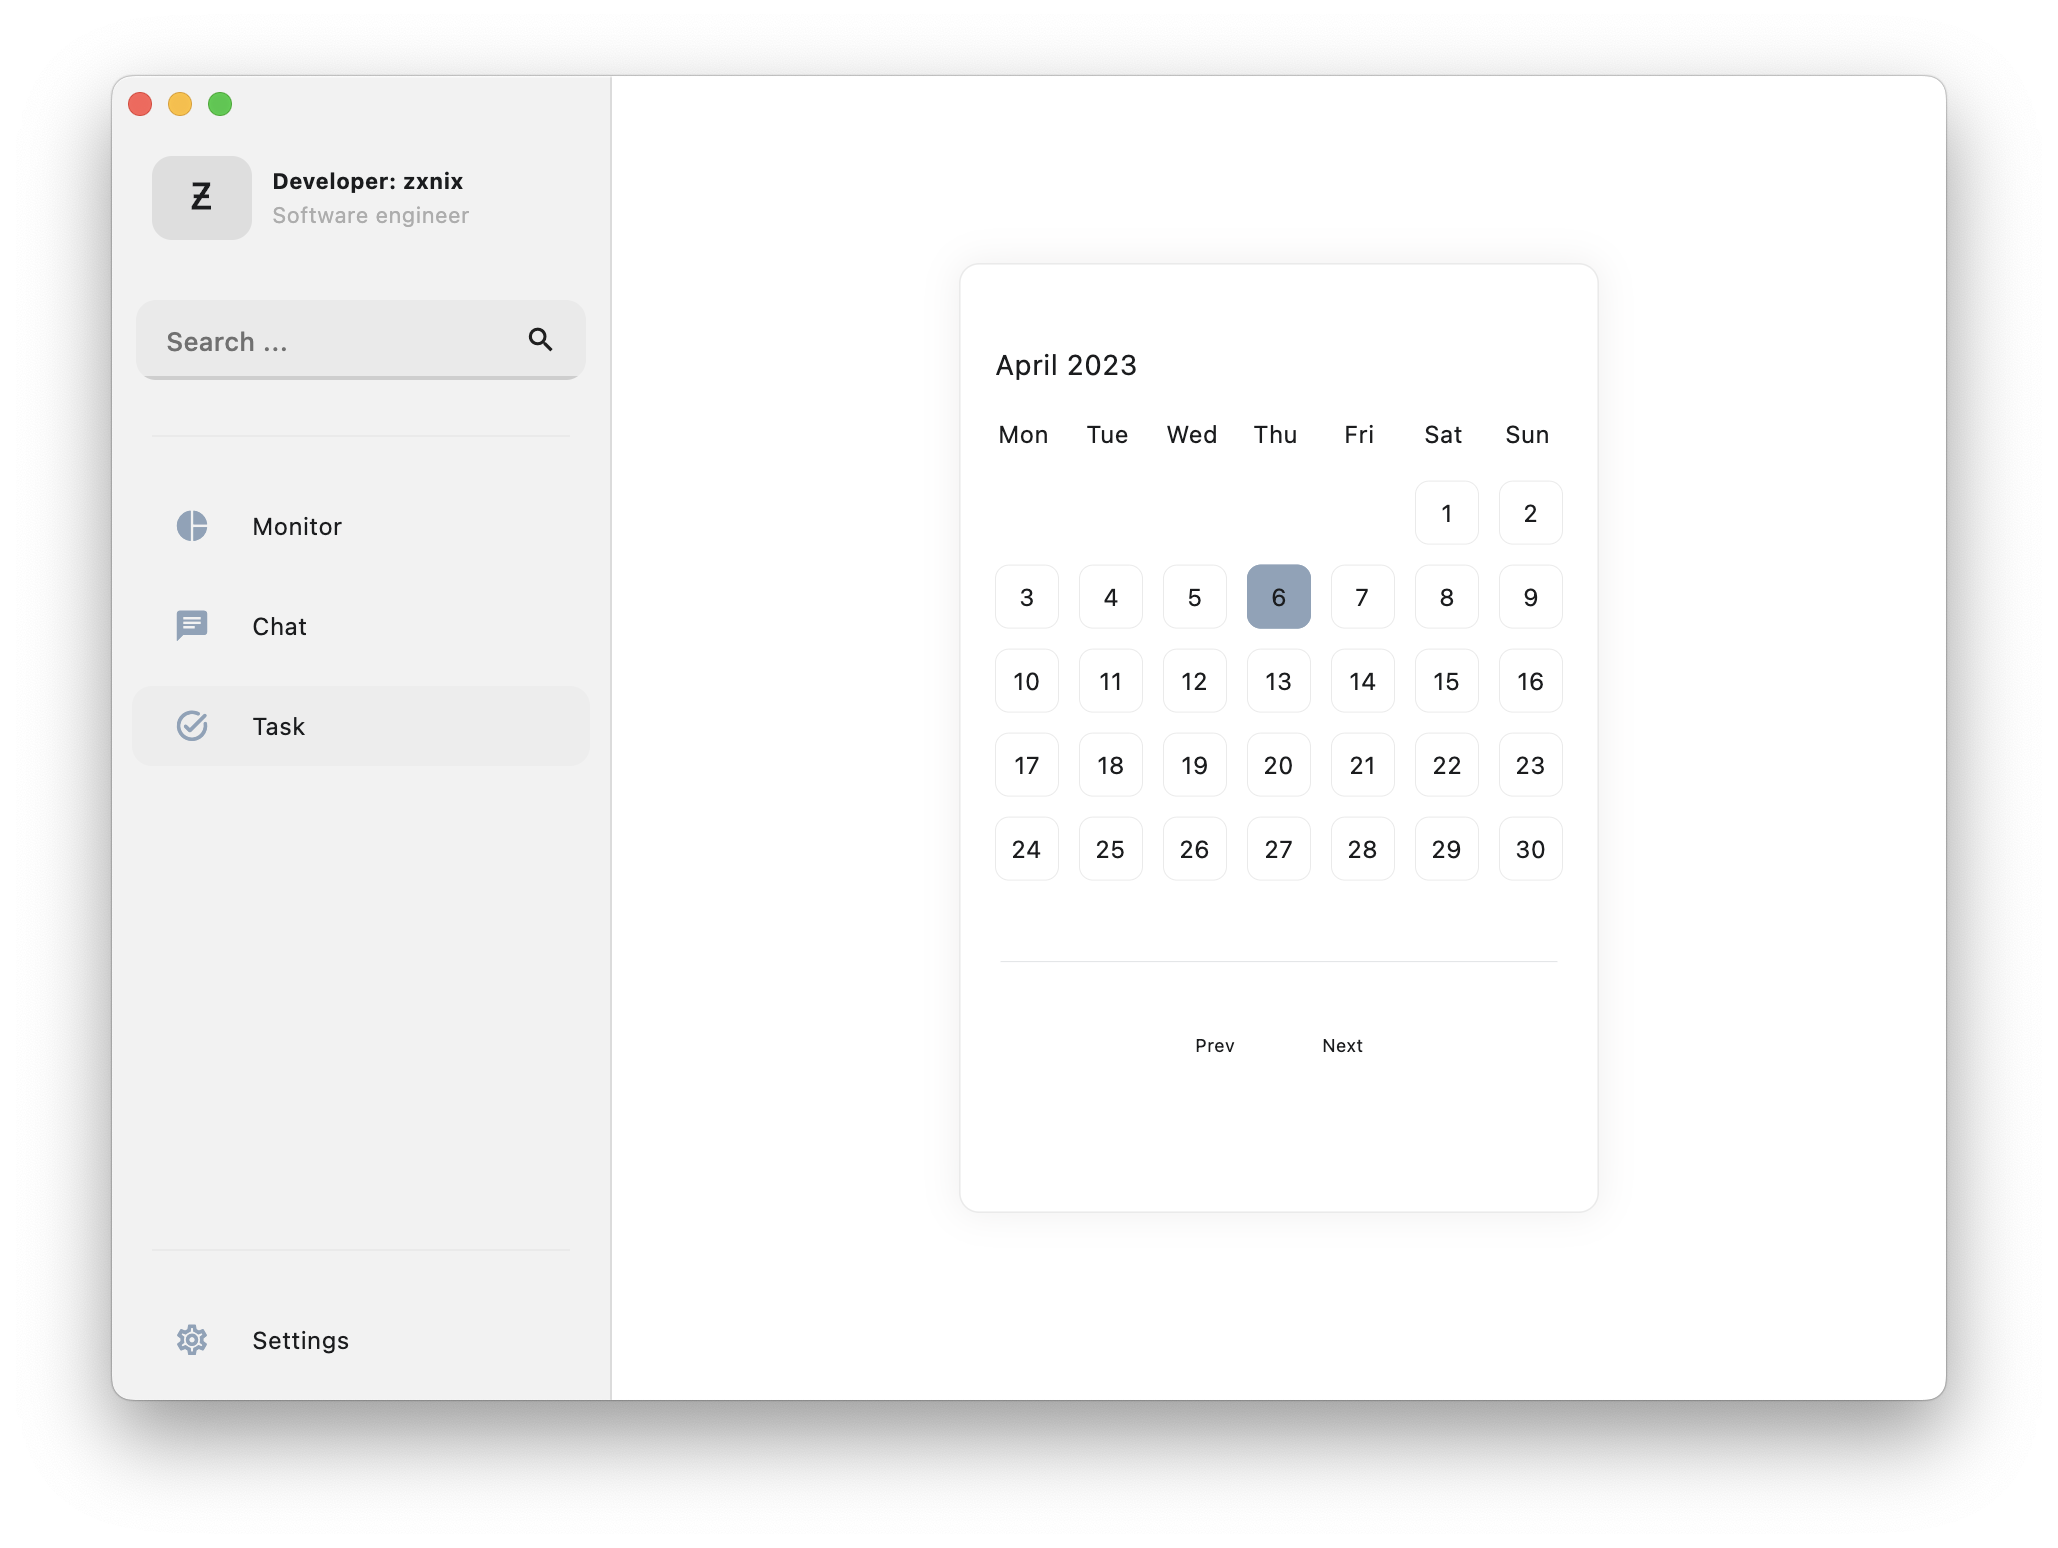 Ƶ
Developer: zxnix
Software engineer
Search ...
Monitor
Chat
Task
Settings
April 2023
Mon Tue Wed Thu Fri Sat Sun
1 2
3 4 5 6 7 8 9
10 11 12 13 14 15 16
17 18 19 20 21 22 23
24 25 26 27 28 29 30
Prev Next